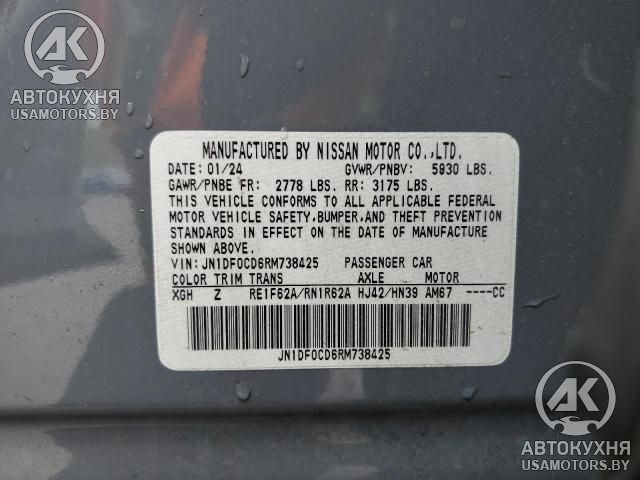 AK
АВТОКУХНЯ
USAMOTORS.BY
MANUFACTURED BY NISSAN MOTOR CO.,LTD.
DATE: 01/24 GVWR/PNBV: 5930 LBS.
GAWR/PNBE FR: 2778 LBS. RR: 3175 LBS.
THIS VEHICLE CONFORMS TO ALL APPLICABLE FEDERAL
MOTOR VEHICLE SAFETY,BUMPER,AND THEFT PREVENTION
STANDARDS IN EFFECT ON THE DATE OF MANUFACTURE
SHOWN ABOVE.
VIN: JN1DF0CD6RM738425 PASSENGER CAR
COLOR TRIM TRANS AXLE MOTOR
XGH Z RE1F62A/RN1R62A HJ42/HN39 AM67 ----CC
JN1DF0CD6RM738425
AK
АВТОКУХНЯ
USAMOTORS.BY